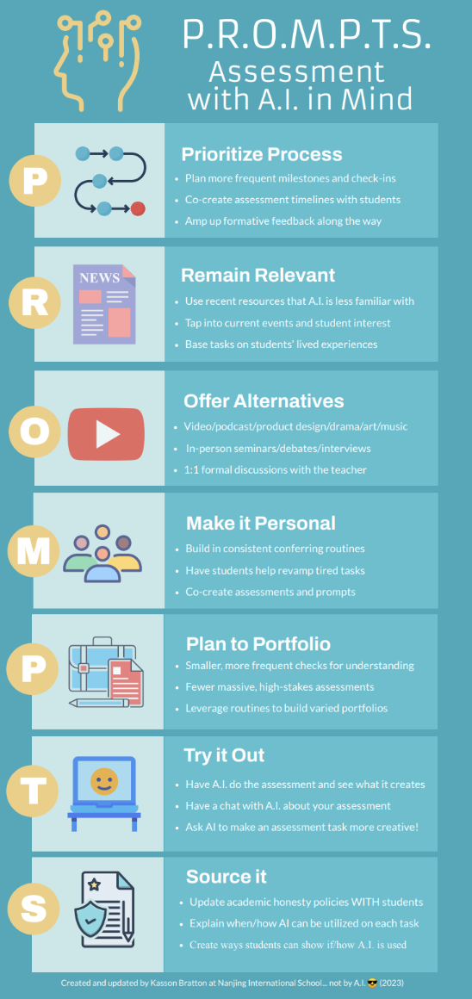 P.R.O.M.P.T.S.
Assessment
with A.I. in Mind
P
Prioritize Process
• Plan more frequent milestones and check-ins
• Co-create assessment timelines with students
• Amp up formative feedback along the way
R
NEWS
Remain Relevant
• Use recent resources that A.I. is less familiar with
• Tap into current events and student interest
• Base tasks on students' lived experiences
O
Offer Alternatives
• Video/podcast/product design/drama/art/music
• In-person seminars/debates/interviews
• 1:1 formal discussions with the teacher
M
Make it Personal
• Build in consistent conferring routines
• Have students help revamp tired tasks
• Co-create assessments and prompts
P
Plan to Portfolio
• Smaller, more frequent checks for understanding
• Fewer massive, high-stakes assessments
• Leverage routines to build varied portfolios
T
Try it Out
• Have A.I. do the assessment and see what it creates
• Have a chat with A.I. about your assessment
• Ask AI to make an assessment task more creative!
S
Source it
• Update academic honesty policies WITH students
• Explain when/how AI can be utilized on each task
• Create ways students can show if/how A.I. is used
Created and updated by Kasson Bratton at Nanjing International School... not by A.I. 😎 (2023)